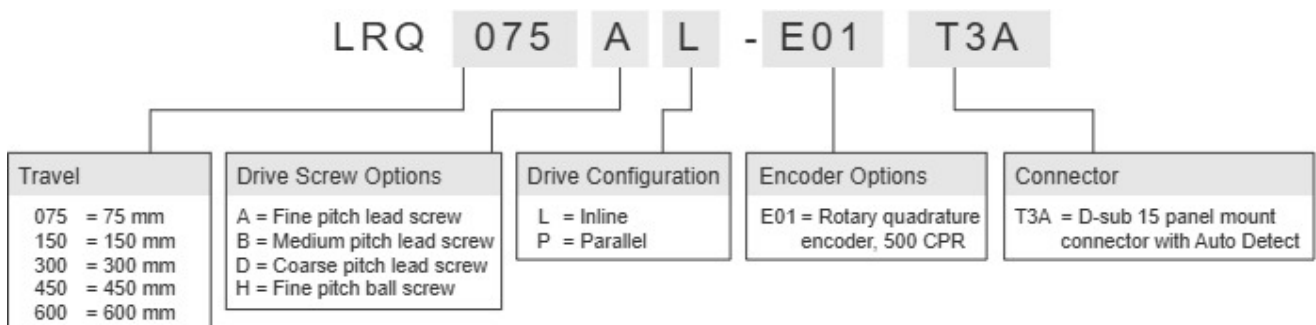 LRQ 075 A L - E01 T3A
Travel
075 = 75 mm
150 = 150 mm
300 = 300 mm
450 = 450 mm
600 = 600 mm
Drive Screw Options
A = Fine pitch lead screw
B = Medium pitch lead screw
D = Coarse pitch lead screw
H = Fine pitch ball screw
Drive Configuration
L = Inline
P = Parallel
Encoder Options
E01 = Rotary quadrature
encoder, 500 CPR
Connector
T3A = D-sub 15 panel mount
connector with Auto Detect